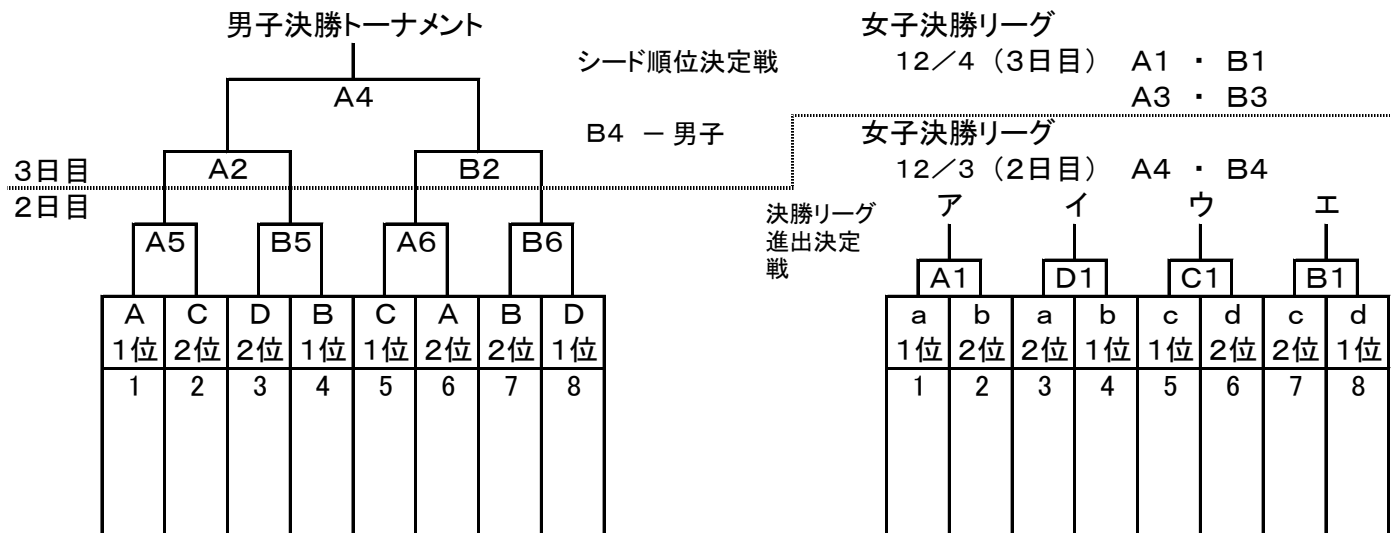 男子決勝トーナメント
A4
シード順位決定戦
B4 － 男子
3日目
A2
B2
2日目
A5
B5
A6
B6
A C D B C A B D
1位 2位 2位 1位 1位 2位 2位 1位
1 2 3 4 5 6 7 8
女子決勝リーグ
12／4 （3日目） A1 ・ B1
A3 ・ B3
女子決勝リーグ
12／3 （2日目） A4 ・ B4
決勝リーグ
進出決定
戦
ア イ ウ エ
A1 D1 C1 B1
a b a b c d c d
1位 2位 2位 1位 1位 2位 2位 1位
1 2 3 4 5 6 7 8